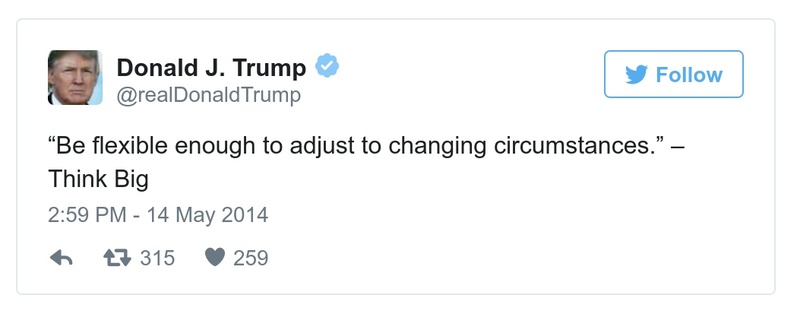 Donald J. Trump
@realDonaldTrump
Follow
“Be flexible enough to adjust to changing circumstances.” –
Think Big
2:59 PM - 14 May 2014
315 259